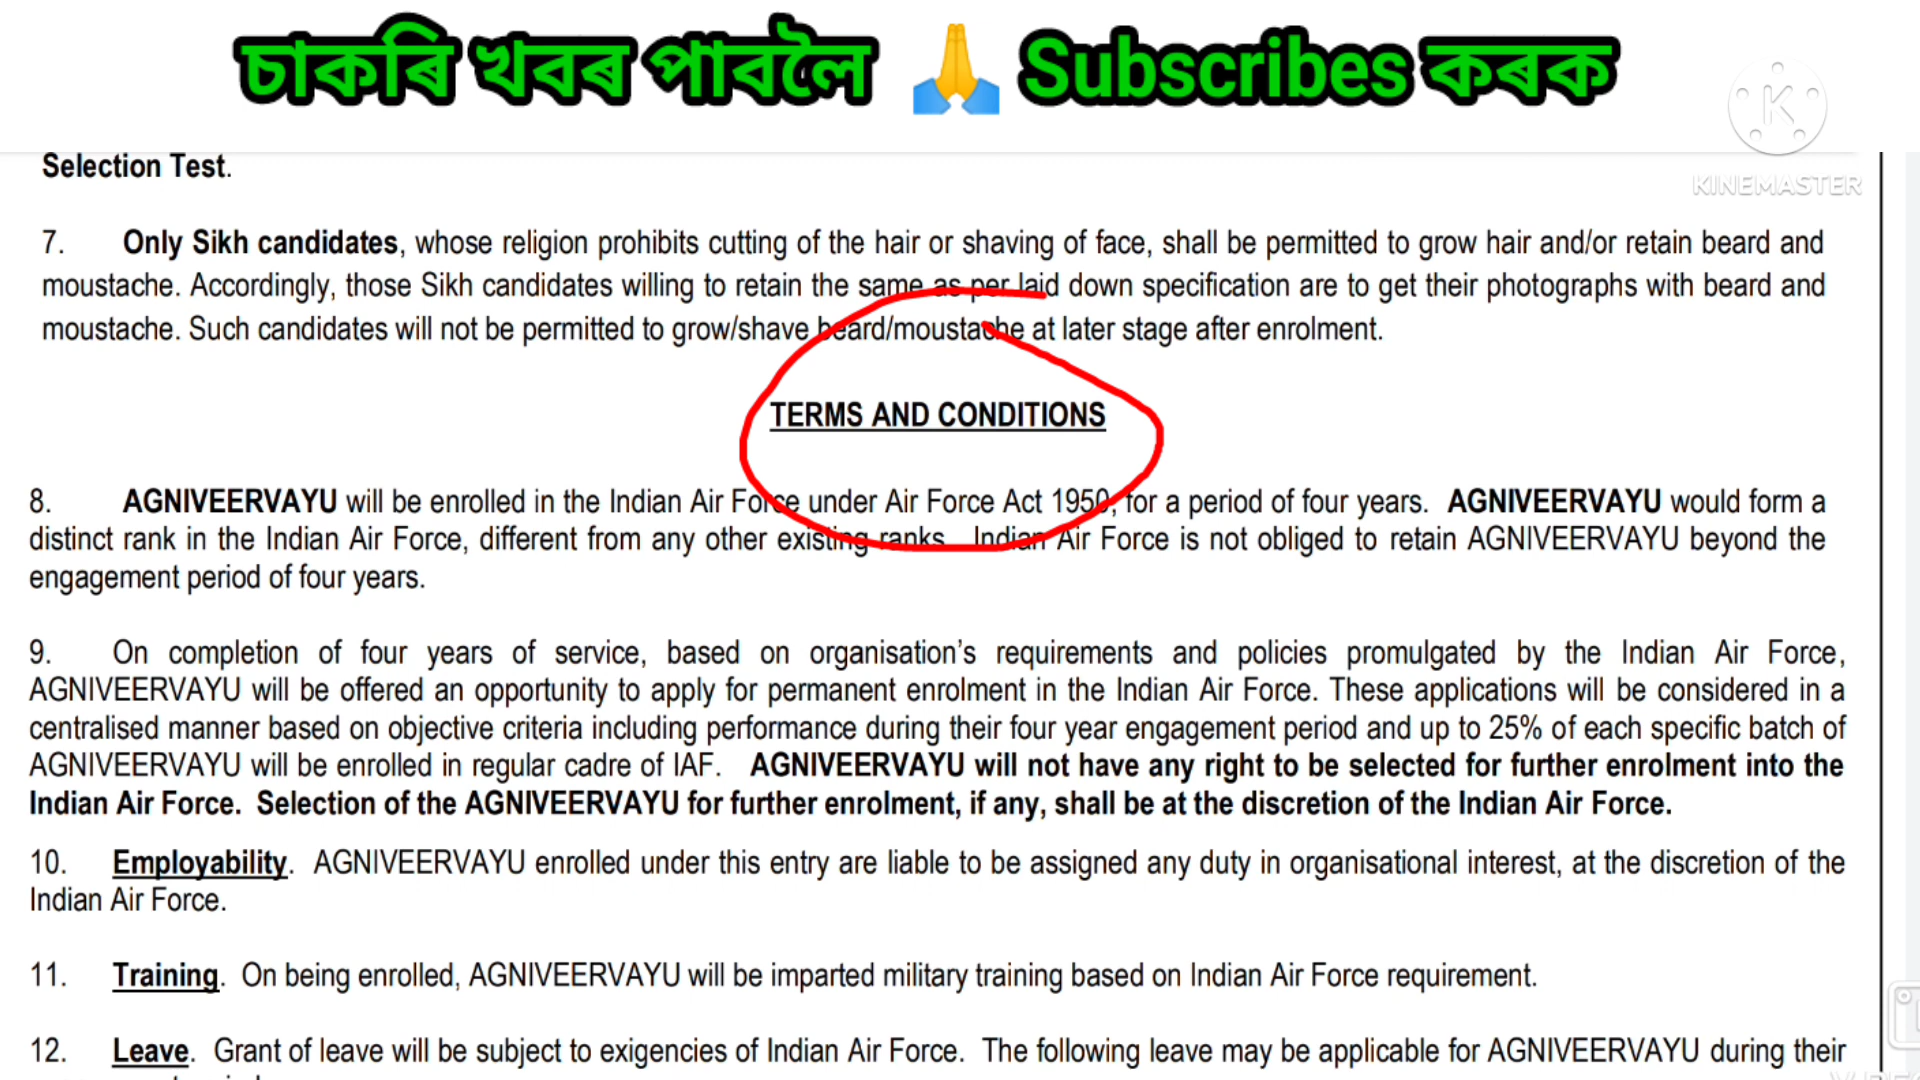 চাকৰি খবৰ পাবলৈ 🙏 Subscribes কৰক
K
KINEMASTER
Selection Test.
7. Only Sikh candidates, whose religion prohibits cutting of the hair or shaving of face, shall be permitted to grow hair and/or retain beard and
moustache. Accordingly, those Sikh candidates willing to retain the same as per laid down specification are to get their photographs with beard and
moustache. Such candidates will not be permitted to grow/shave beard/moustache at later stage after enrolment.
TERMS AND CONDITIONS
8. AGNIVEERVAYU will be enrolled in the Indian Air Force under Air Force Act 1950, for a period of four years. AGNIVEERVAYU would form a
distinct rank in the Indian Air Force, different from any other existing ranks. Indian Air Force is not obliged to retain AGNIVEERVAYU beyond the
engagement period of four years.
9. On completion of four years of service, based on organisation’s requirements and policies promulgated by the Indian Air Force,
AGNIVEERVAYU will be offered an opportunity to apply for permanent enrolment in the Indian Air Force. These applications will be considered in a
centralised manner based on objective criteria including performance during their four year engagement period and up to 25% of each specific batch of
AGNIVEERVAYU will be enrolled in regular cadre of IAF. AGNIVEERVAYU will not have any right to be selected for further enrolment into the
Indian Air Force. Selection of the AGNIVEERVAYU for further enrolment, if any, shall be at the discretion of the Indian Air Force.
10. Employability. AGNIVEERVAYU enrolled under this entry are liable to be assigned any duty in organisational interest, at the discretion of the
Indian Air Force.
11. Training. On being enrolled, AGNIVEERVAYU will be imparted military training based on Indian Air Force requirement.
12. Leave. Grant of leave will be subject to exigencies of Indian Air Force. The following leave may be applicable for AGNIVEERVAYU during their